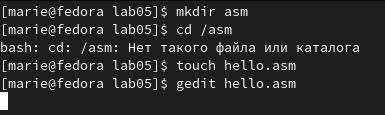 [marie@fedora lab05]$ mkdir asm
[marie@fedora lab05]$ cd /asm
bash: cd: /asm: Нет такого файла или каталога
[marie@fedora lab05]$ touch hello.asm
[marie@fedora lab05]$ gedit hello.asm